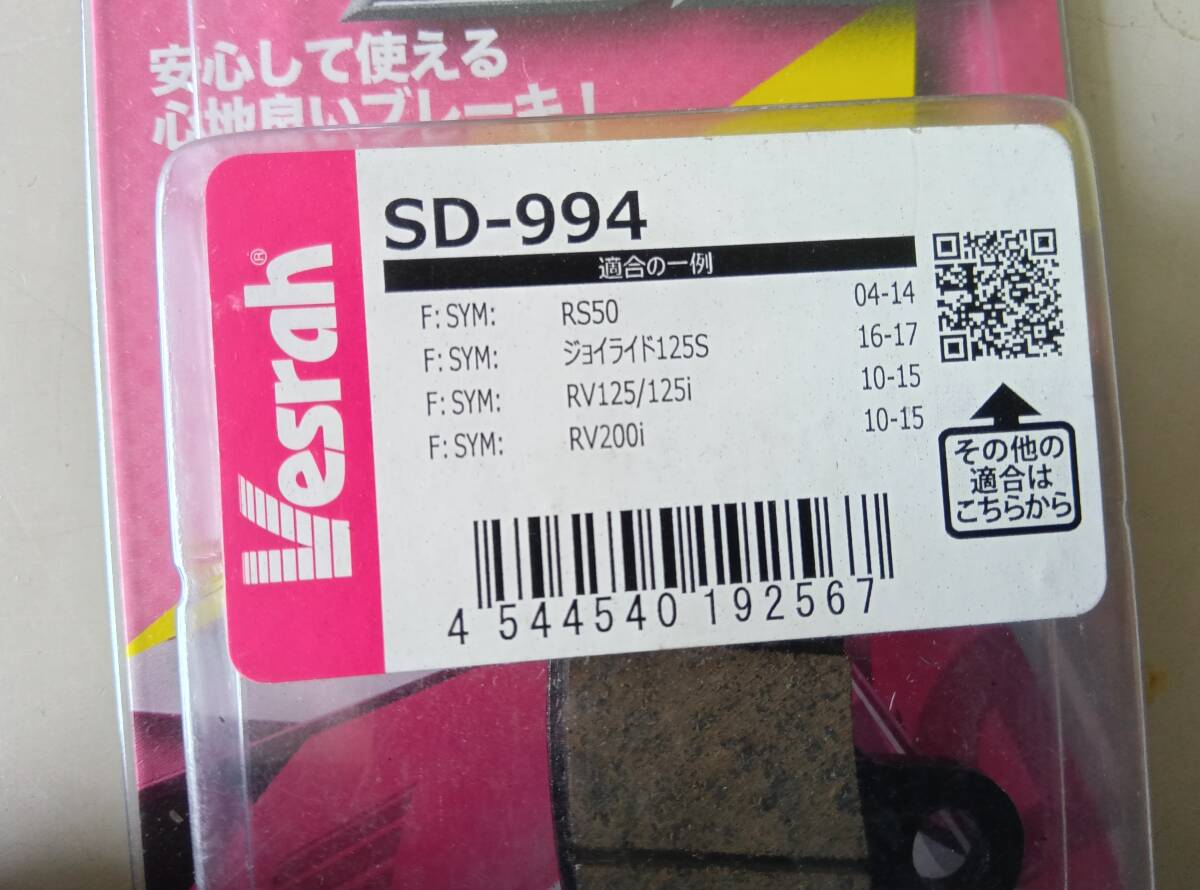 安心して使える
心地良いブレーキ！
Vesrah®
SD-994
適合の一例
F: SYM: RS50 04-14
F: SYM: ジョイライド125S 16-17
F: SYM: RV125/125i 10-15
F: SYM: RV200i 10-15
その他の
適合は
こちらから
4 544540 192567